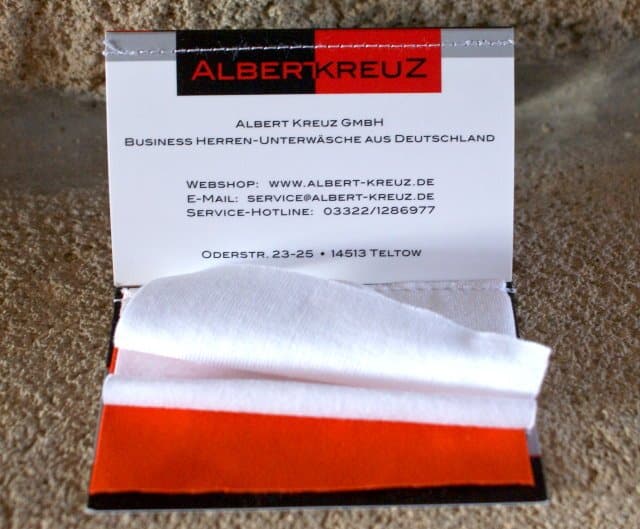 ALBERTKREUZ
ALBERT KREUZ GMBH
BUSINESS HERREN-UNTERWÄSCHE AUS DEUTSCHLAND
WEBSHOP: WWW.ALBERT-KREUZ.DE
E-MAIL: SERVICE@ALBERT-KREUZ.DE
SERVICE-HOTLINE: 03322/1286977
ODERSTR. 23-25 • 14513 TELTOW